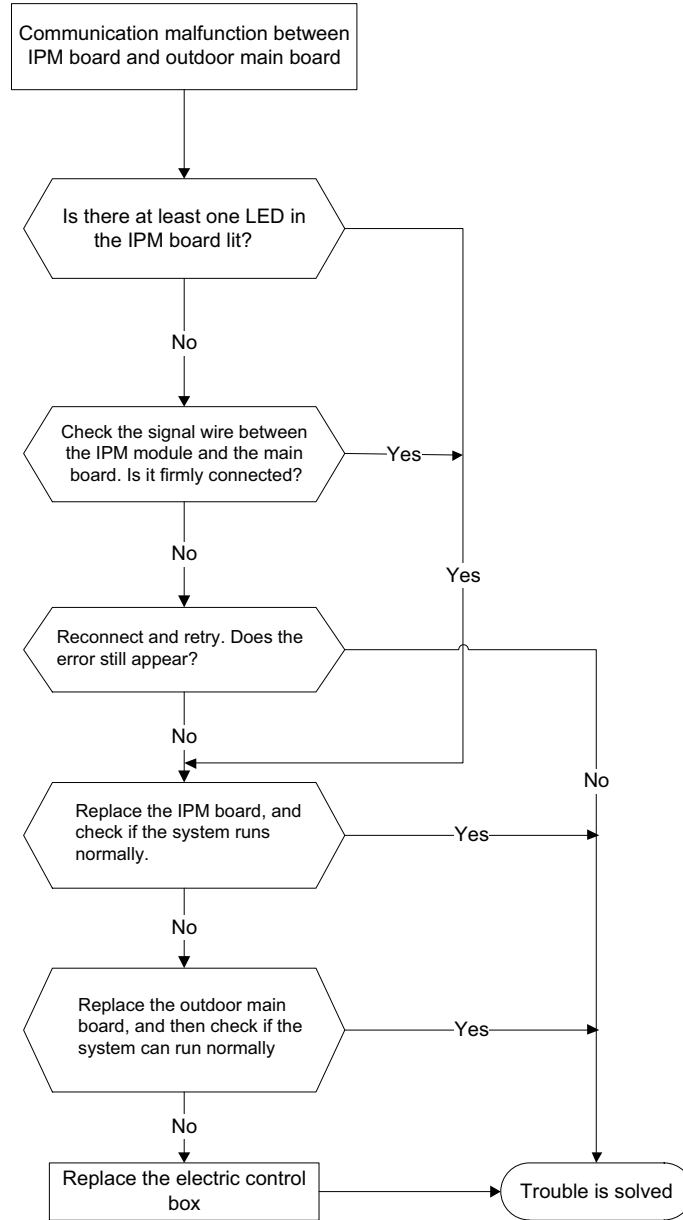 Communication malfunction between
IPM board and outdoor main board
Is there at least one LED in
the IPM board lit?
No
Check the signal wire between
the IPM module and the main
board. Is it firmly connected?
Yes
No
Yes
Reconnect and retry. Does the
error still appear?
No
No
Replace the IPM board, and
check if the system runs
normally.
Yes
No
Replace the outdoor main
board, and then check if the
system can run normally
Yes
No
Replace the electric control
box
Trouble is solved